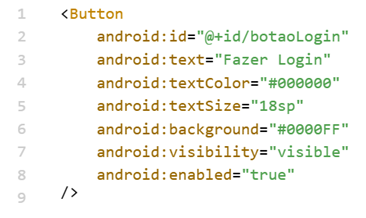 1 <Button
2 android:id="@+id/botaoLogin"
3 android:text="Fazer Login"
4 android:textColor="#000000"
5 android:textSize="18sp"
6 android:background="#0000FF"
7 android:visibility="visible"
8 android:enabled="true"
9 />